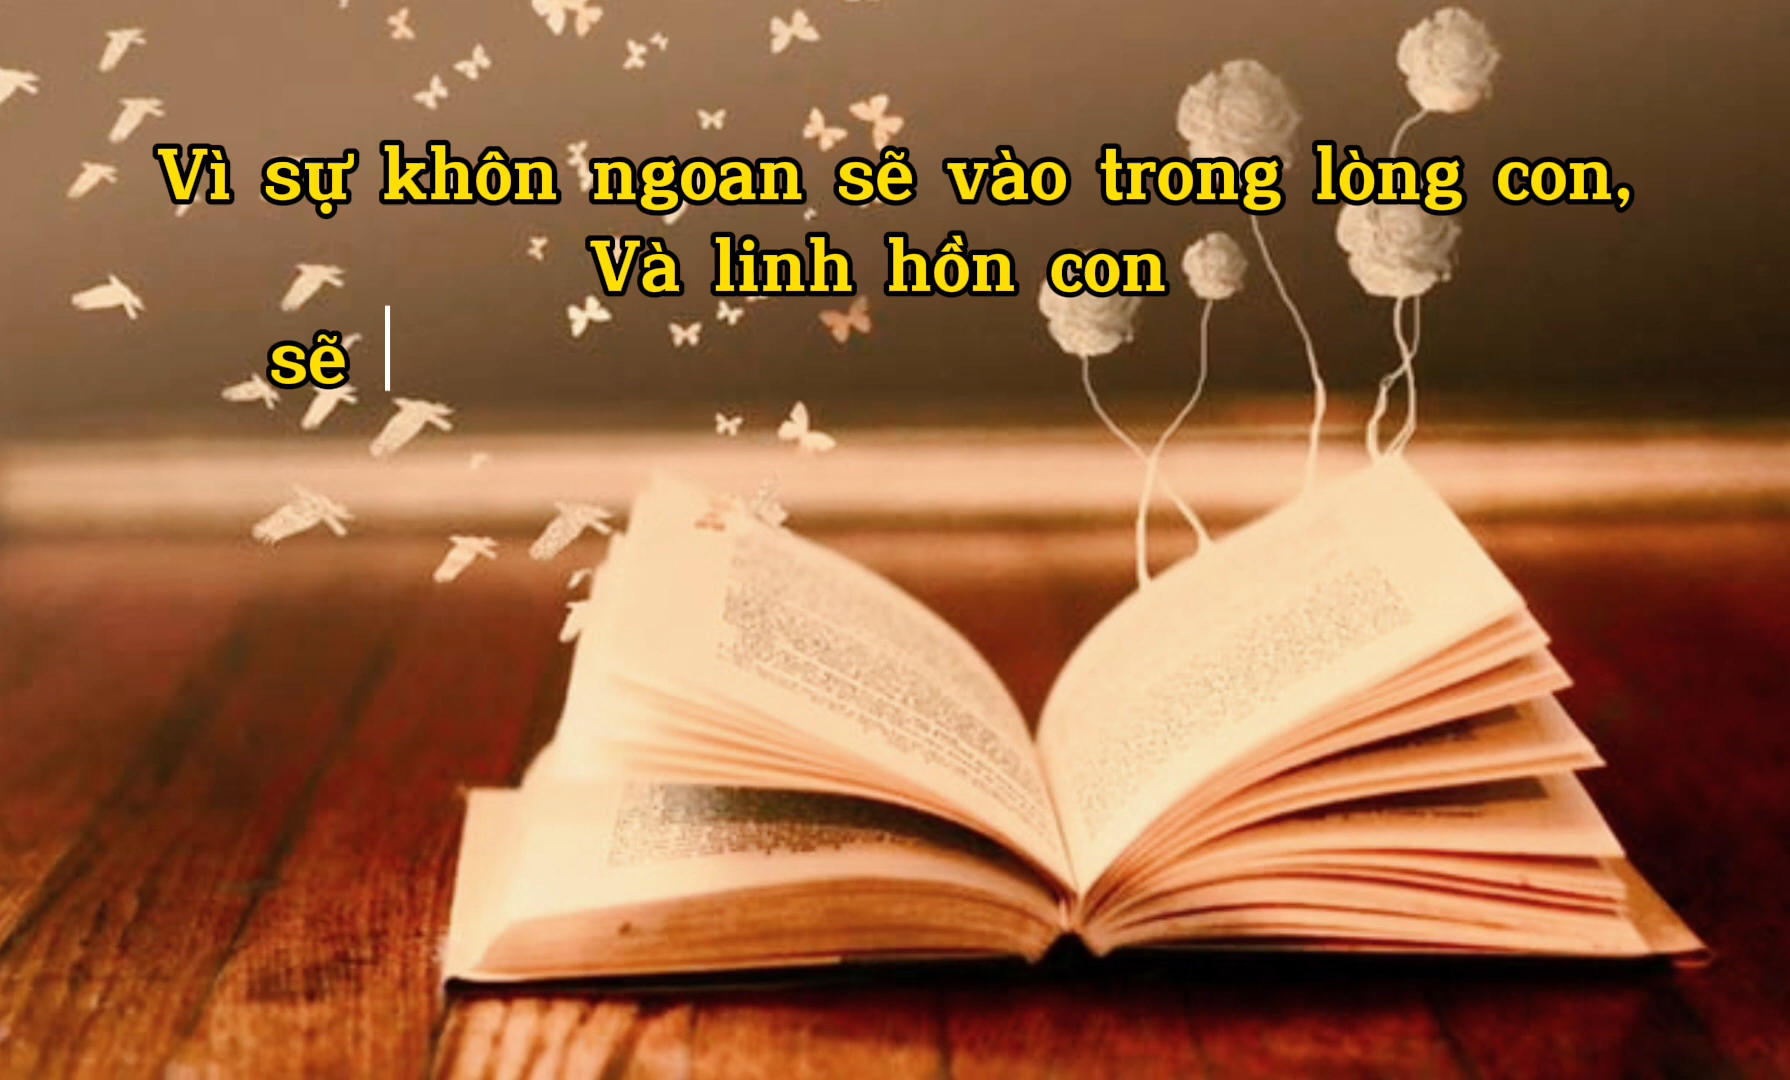 Vì sự khôn ngoan sẽ vào trong lòng con,
Và linh hồn con
sẽ